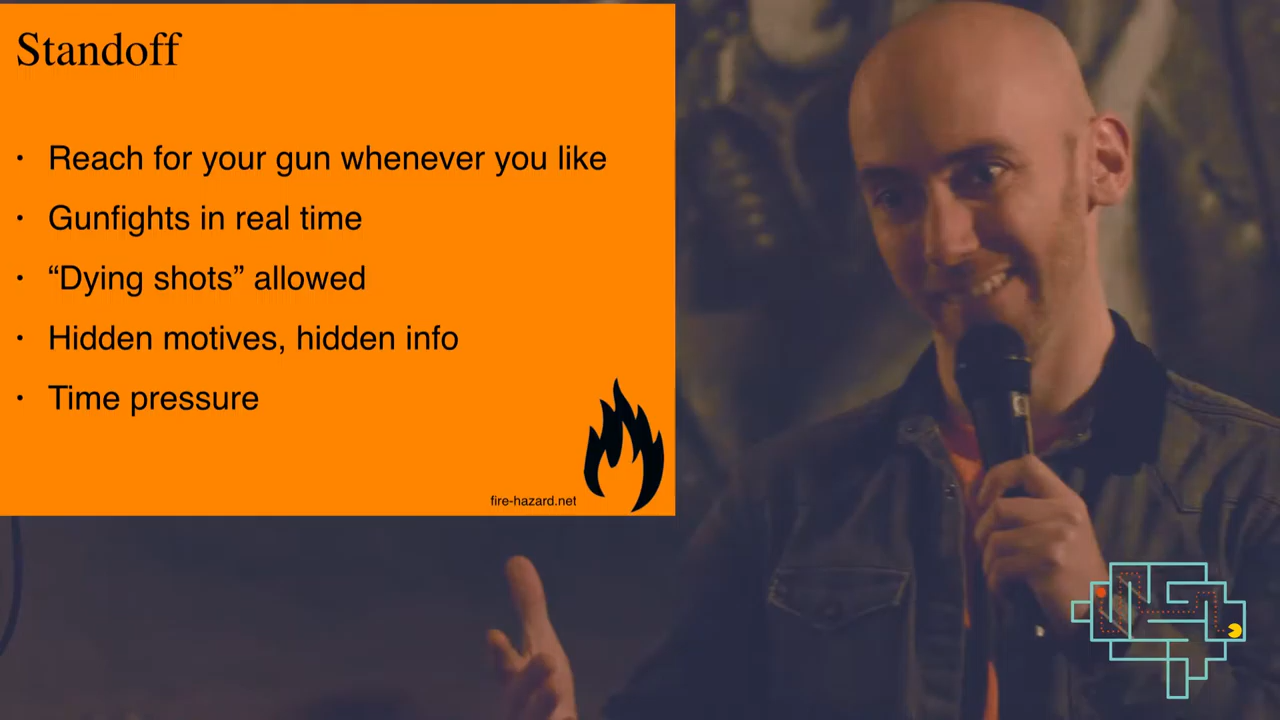 Standoff
• Reach for your gun whenever you like
• Gunfights in real time
• “Dying shots” allowed
• Hidden motives, hidden info
• Time pressure
fire-hazard.net